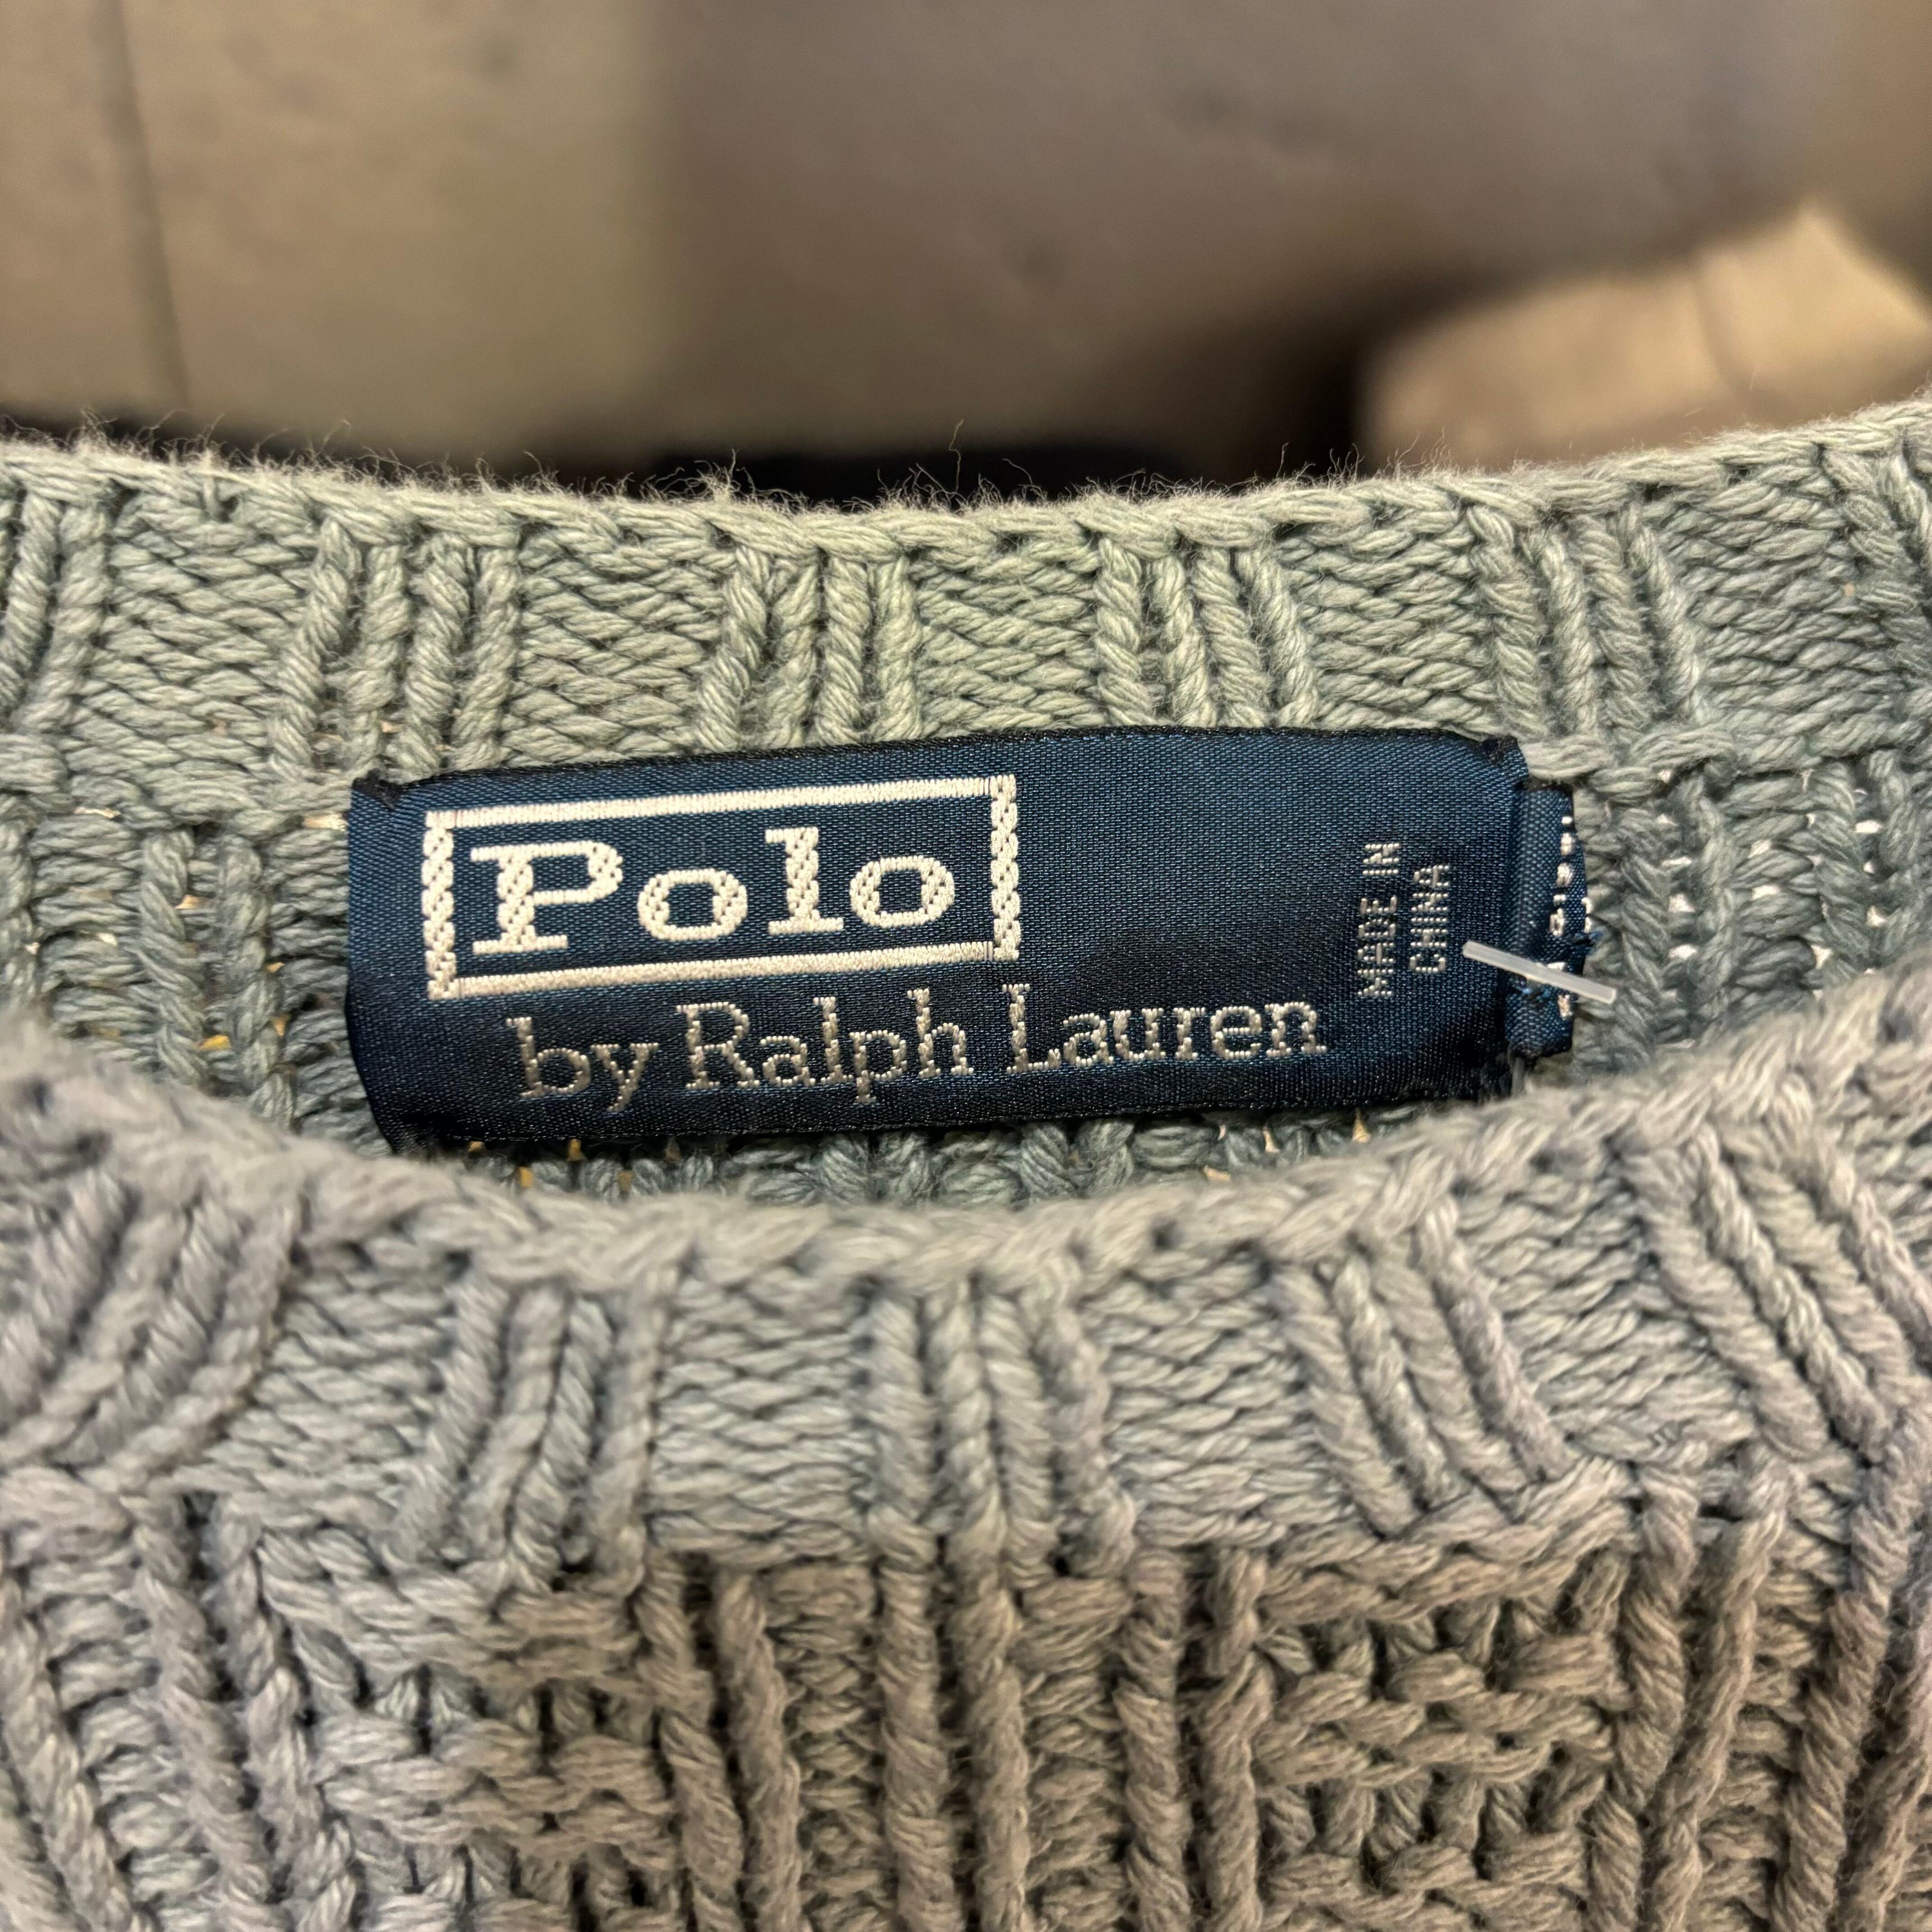 Polo
by Ralph Lauren
MADE IN
CHINA